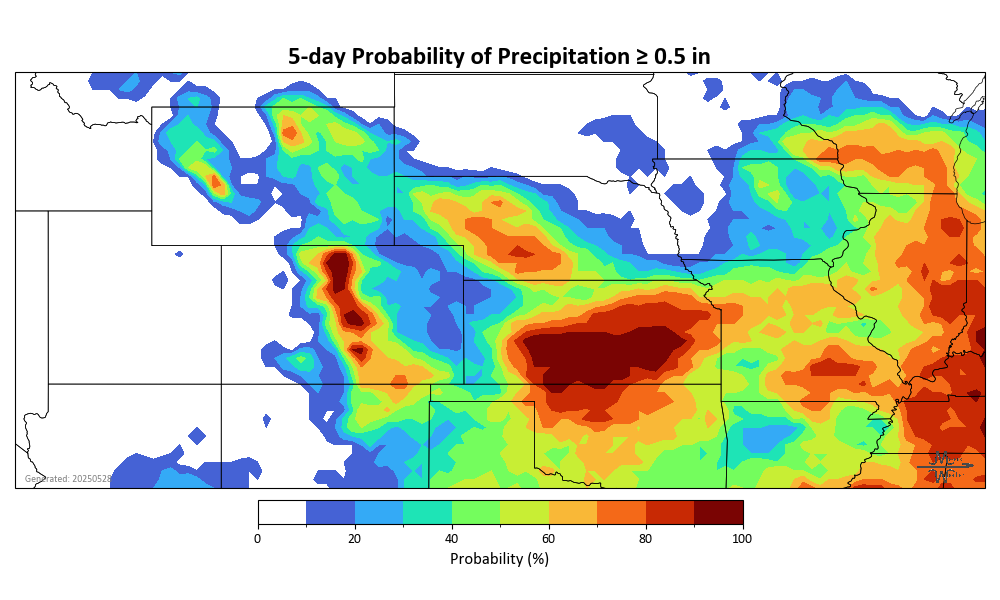 5-day Probability of Precipitation ≥ 0.5 in
Generated: 20250528
0 20 40 60 80 100
Probability (%)